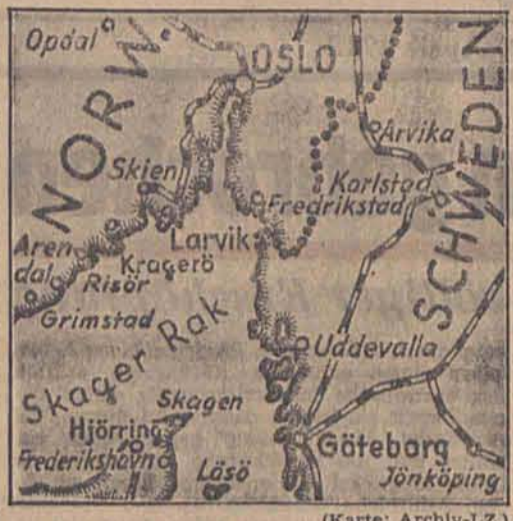 Opdal
NORW.
OSLO
Arvika
SCHWEDEN
Skien
Karlstad
Fredrikstad
Larvik
Aren
dal
Kragerö
Risör
Grimstad
Skager Rak
Uddevalla
Skagen
Hjörring
Göteborg
Frederikshavn
Läsö
Jönköping
(Karte: Archiv-LZ.)